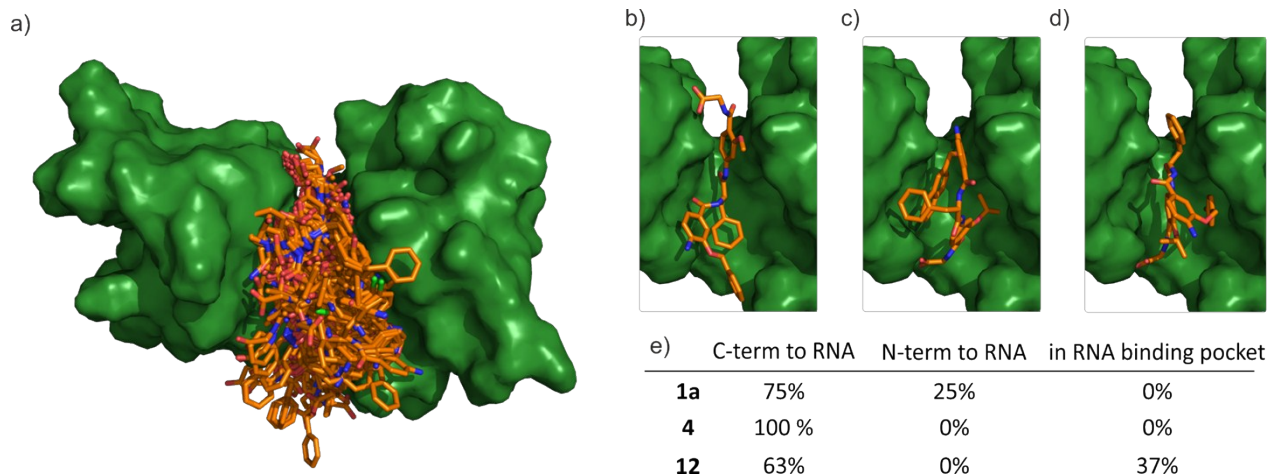 a)
b)
c)
d)
e) C-term to RNA N-term to RNA in RNA binding pocket
1a 75% 25% 0%
4 100 % 0% 0%
12 63% 0% 37%